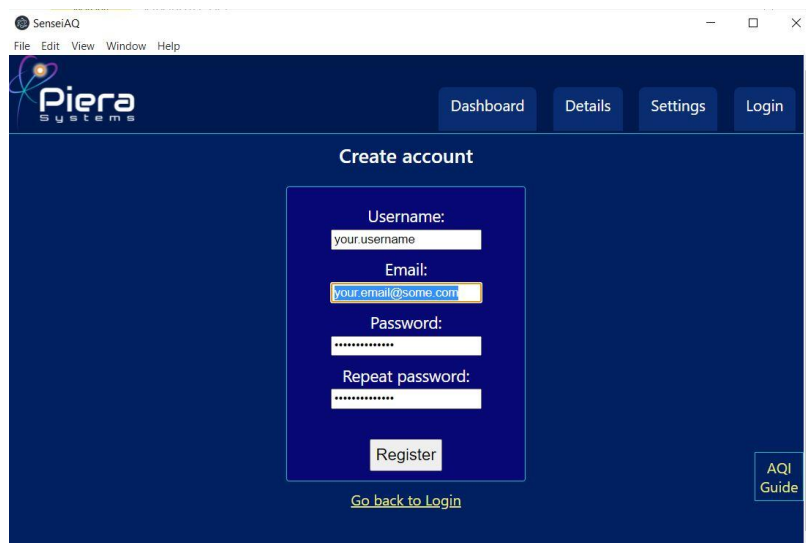 SenseiAQ
File Edit View Window Help
Piera
Systems
Dashboard Details Settings Login
Create account
Username:
your.username
Email:
your.email@some.com
Password:
••••••••••••••
Repeat password:
••••••••••••••
Register
Go back to Login
AQI
Guide